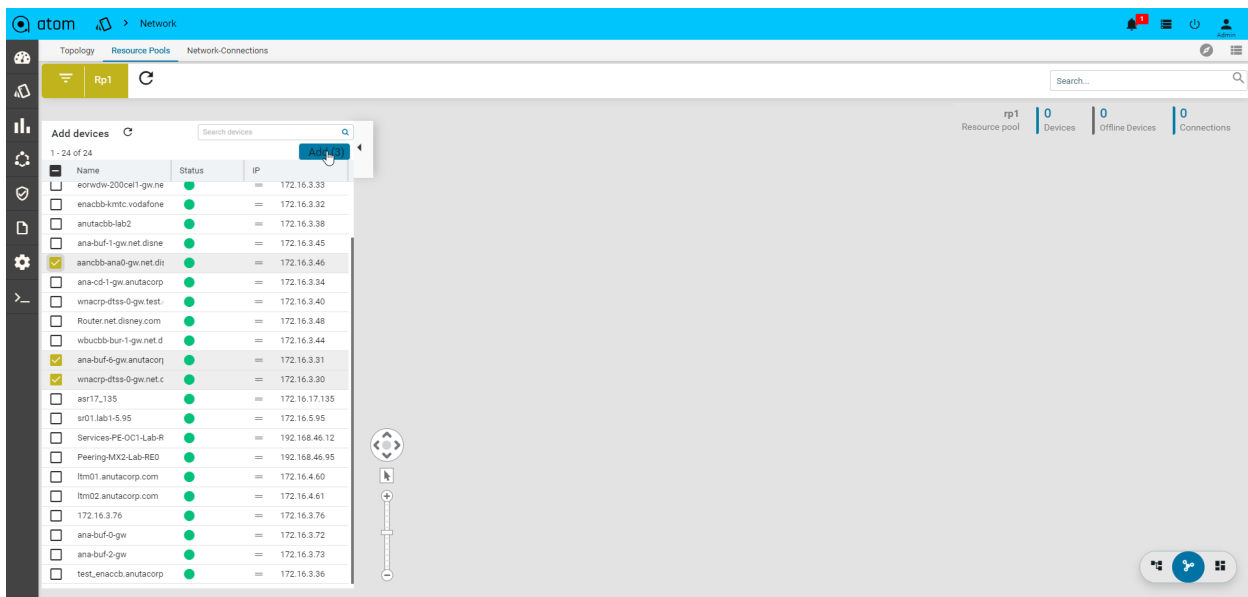 atom > Network 1 Admin
Topology Resource Pools Network-Connections
Rp1 Search...
rp1 0 0 0
Resource pool Devices Offline Devices Connections
Add devices Search devices
1 - 24 of 24 Add (3)
Name Status IP
eorwdw-200cel1-gw.ne = 172.16.3.33
enacbb-kmtc.vodafone = 172.16.3.32
anutacbb-lab2 = 172.16.3.38
ana-buf-1-gw.net.disne = 172.16.3.45
aancbb-ana0-gw.net.dis = 172.16.3.46
ana-cd-1-gw.anutacorp = 172.16.3.34
wnacrp-dtss-0-gw.test. = 172.16.3.40
Router.net.disney.com = 172.16.3.48
wbucbb-bur-1-gw.net.d = 172.16.3.44
ana-buf-6-gw.anutacorp = 172.16.3.31
wnacrp-dtss-0-gw.net.c = 172.16.3.30
asr17_135 = 172.16.17.135
sr01.lab1-5.95 = 172.16.5.95
Services-PE-OC1-Lab-R = 192.168.46.12
Peering-MX2-Lab-RE0 = 192.168.46.95
ltm01.anutacorp.com = 172.16.4.60
ltm02.anutacorp.com = 172.16.4.61
172.16.3.76 = 172.16.3.76
ana-buf-0-gw = 172.16.3.72
ana-buf-2-gw = 172.16.3.73
test_enaccb.anutacorp = 172.16.3.36